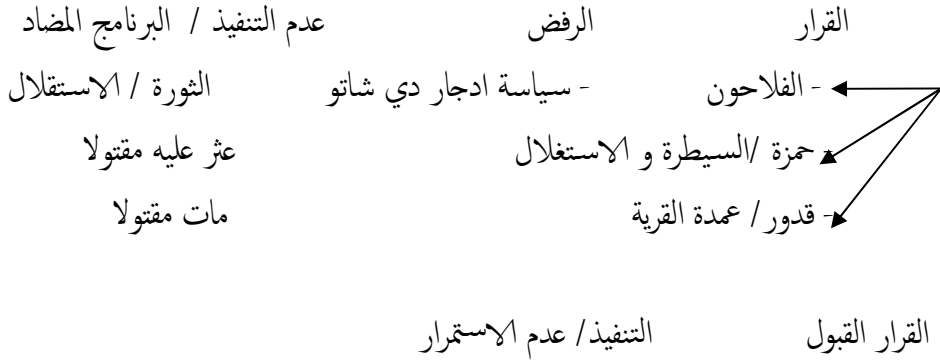 القرار الرفض عدم التنفيذ / البرنامج المضاد
- الفلاحون - سياسة ادجار دي شاتو الثورة / الاستقلال
- حمزة /السيطرة و الاستغلال عثر عليه مقتولا
- قدور / عمدة القرية مات مقتولا
القرار القبول التنفيذ/ عدم الاستمرار